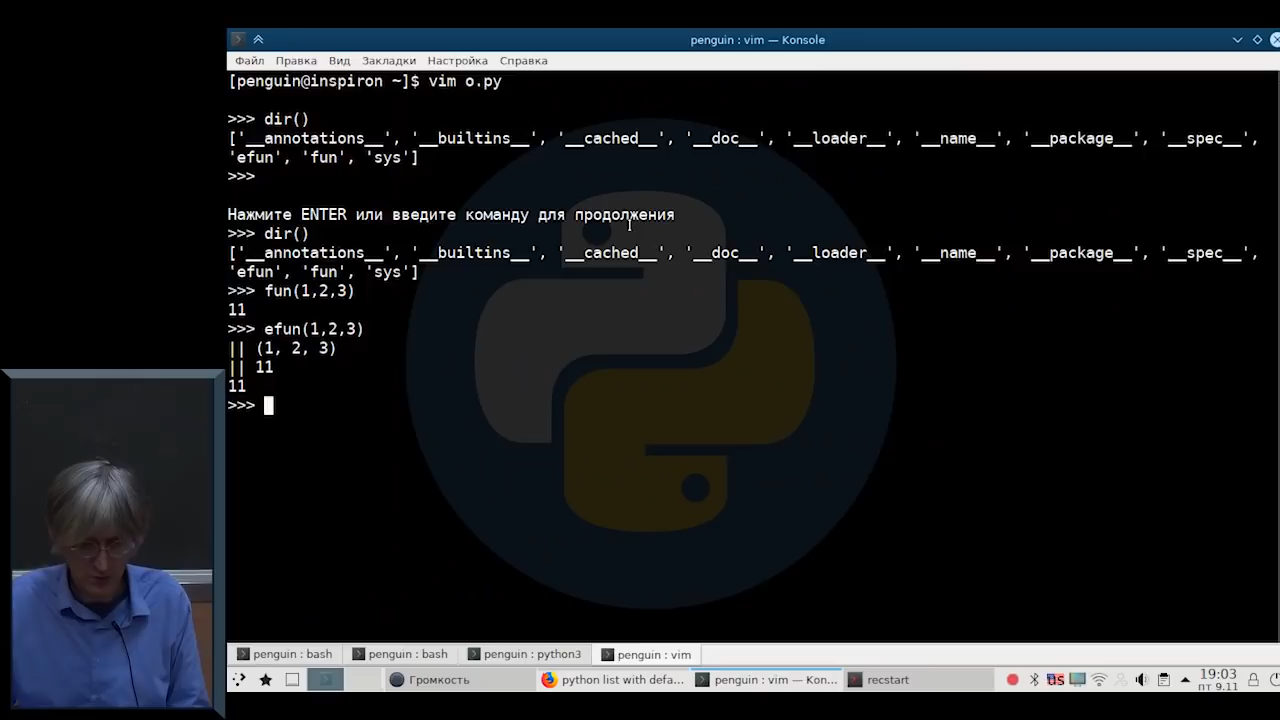 penguin : vim — Konsole
Файл Правка Вид Закладки Настройка Справка
[penguin@inspiron ~]$ vim o.py
>>> dir()
['__annotations__', '__builtins__', '__cached__', '__doc__', '__loader__', '__name__', '__package__', '__spec__',
'efun', 'fun', 'sys']
>>>
Нажмите ENTER или введите команду для продолжения
>>> dir()
['__annotations__', '__builtins__', '__cached__', '__doc__', '__loader__', '__name__', '__package__', '__spec__',
'efun', 'fun', 'sys']
>>> fun(1,2,3)
11
>>> efun(1,2,3)
|| (1, 2, 3)
|| 11
11
>>>
penguin : bash penguin : bash penguin : python3 penguin : vim
Громкость python list with defa... penguin : vim — Kon... recstart us 19:03
пт 9.11